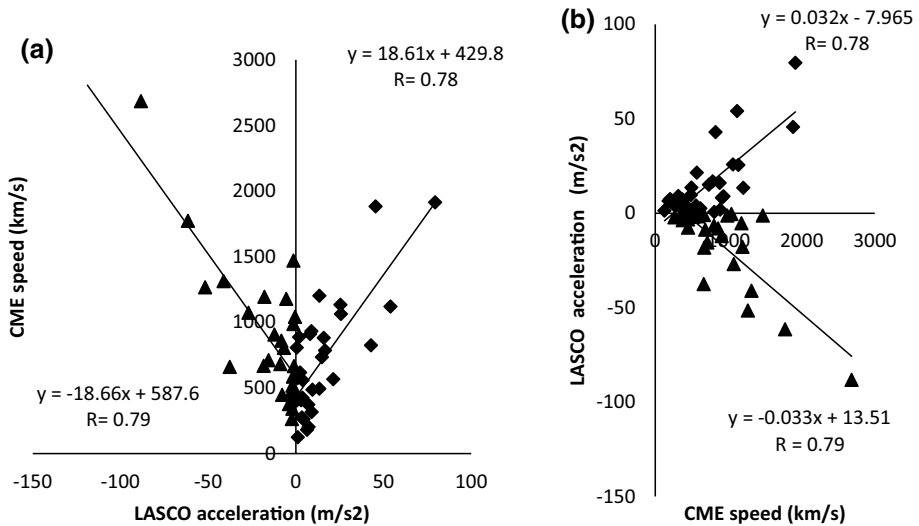 (a)
y = 18.61x + 429.8
R= 0.78
3000
2500
2000
1500
1000
500
0
CME speed (km/s)
y = -18.66x + 587.6
R= 0.79
-150 -100 -50 0 50 100
LASCO acceleration (m/s2)
(b)
y = 0.032x - 7.965
R= 0.78
100
50
0
-50
-100
-150
LASCO acceleration (m/s2)
0 1000 2000 3000
y = -0.033x + 13.51
R = 0.79
CME speed (km/s)